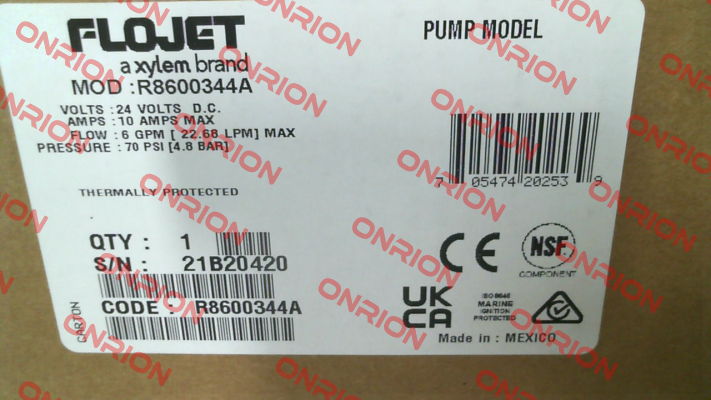 FLOJET
a xylem brand
MOD :R8600344A
VOLTS : 24 VOLTS D.C.
AMPS : 10 AMPS MAX
FLOW : 6 GPM [ 22.68 LPM] MAX
PRESSURE : 70 PSI [4.8 BAR]
THERMALLY PROTECTED
QTY : 1
S/N : 21B20420
CODE : R8600344A
CARTON
PUMP MODEL
7 05474 20253 9
CE
NSF
COMPONENT
UK
CA
ISO 8846
MARINE
IGNITION
PROTECTED
Made in : MEXICO
ONRION